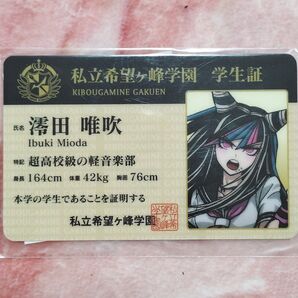 私立希望ヶ峰学園 学生証
KIBOUGAMINE GAKUEN
氏名 澪田 唯吹
Ibuki Mioda
特記 超高校級の軽音楽部
身長 164cm 体重 42kg 胸囲 76cm
本学の学生であることを証明する
私立希望ヶ峰学園